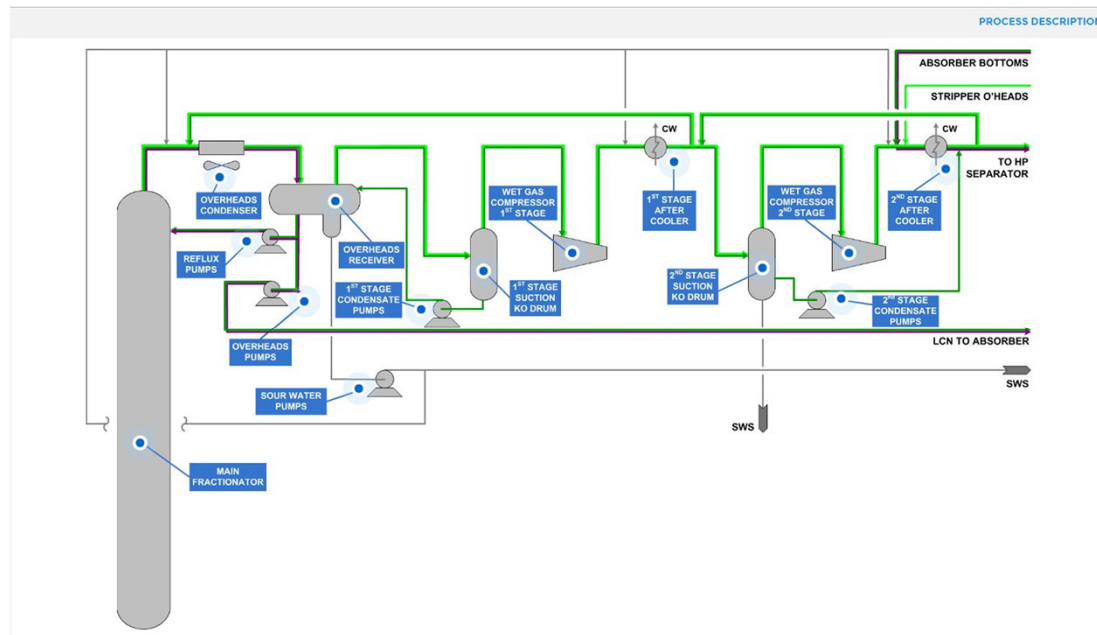 PROCESS DESCRIPTION
ABSORBER BOTTOMS
STRIPPER O'HEADS
CW
CW
TO HP
SEPARATOR
OVERHEADS
CONDENSER
WET GAS
COMPRESSOR
1ST STAGE
1ST STAGE
AFTER
COOLER
WET GAS
COMPRESSOR
2ND STAGE
2ND STAGE
AFTER
COOLER
REFLUX
PUMPS
OVERHEADS
RECEIVER
1ST STAGE
CONDENSATE
PUMPS
1ST STAGE
SUCTION
KO DRUM
2ND STAGE
SUCTION
KO DRUM
2ND STAGE
CONDENSATE
PUMPS
OVERHEADS
PUMPS
LCN TO ABSORBER
SOUR WATER
PUMPS
SWS
SWS
MAIN
FRACTIONATOR